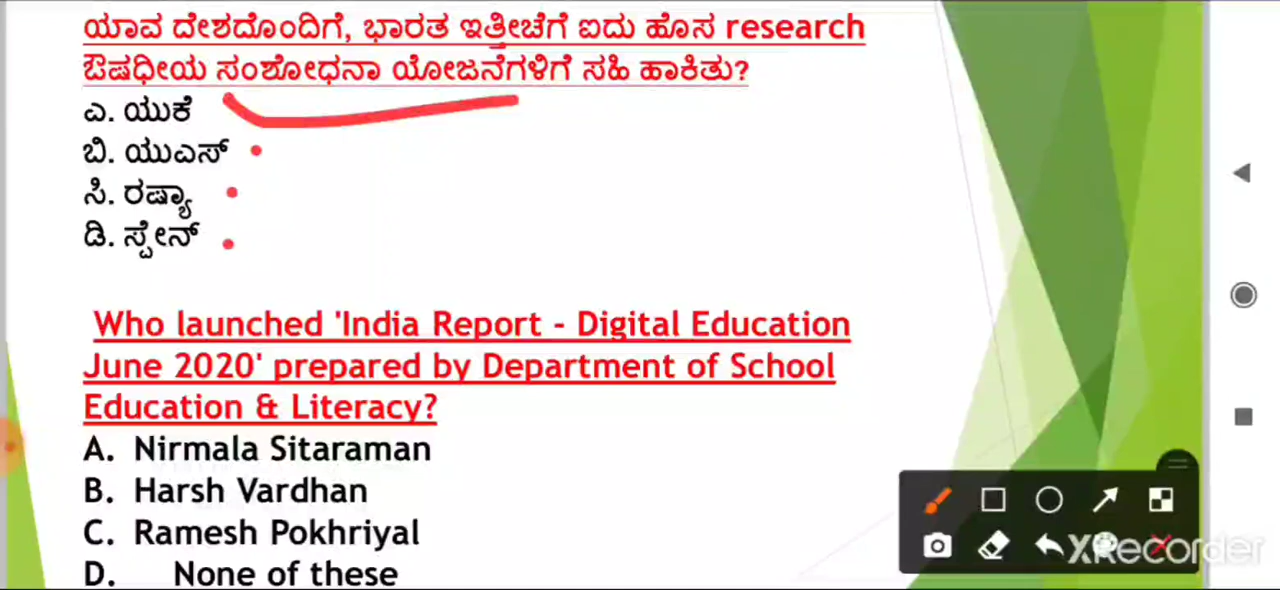 ಯಾವ ದೇಶದೊಂದಿಗೆ, ಭಾರತ ಇತ್ತೀಚೆಗೆ ಐದು ಹೊಸ research
ಔಷಧೀಯ ಸಂಶೋಧನಾ ಯೋಜನೆಗಳಿಗೆ ಸಹಿ ಹಾಕಿತು?
ಎ. ಯುಕೆ
ಬಿ. ಯುಎಸ್
ಸಿ. ರಷ್ಯಾ
ಡಿ. ಸ್ಪೇನ್
Who launched 'India Report - Digital Education
June 2020' prepared by Department of School
Education & Literacy?
A. Nirmala Sitaraman
B. Harsh Vardhan
C. Ramesh Pokhriyal
D. None of these
XRecorder